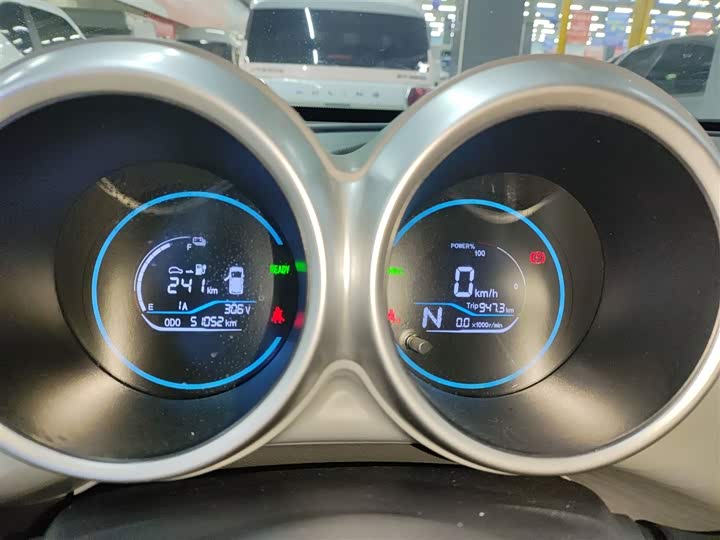 F
241 km
E
1A
306 V
ODO 51052 km
READY
POWER%
100
0
0 km/h
Trip 947.3 km
N
0.0 x1000r/min